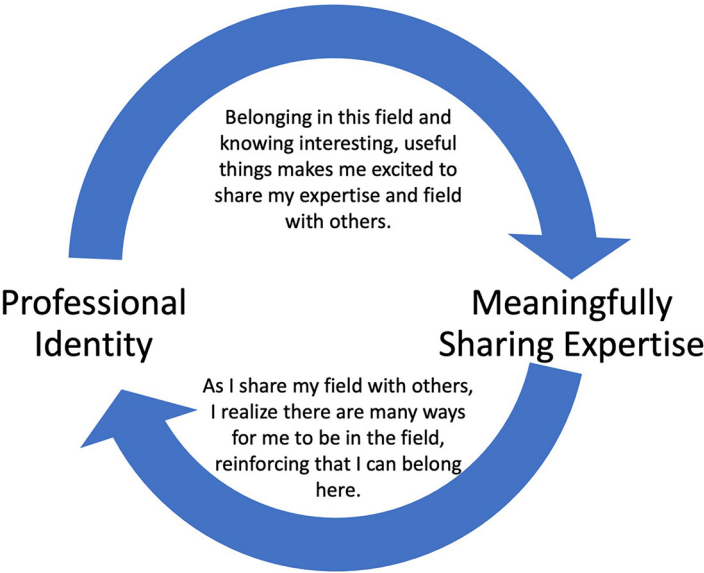 Belonging in this field and
knowing interesting, useful
things makes me excited to
share my expertise and field
with others.
Professional
Identity
Meaningfully
Sharing Expertise
As I share my field with others,
I realize there are many ways
for me to be in the field,
reinforcing that I can belong
here.